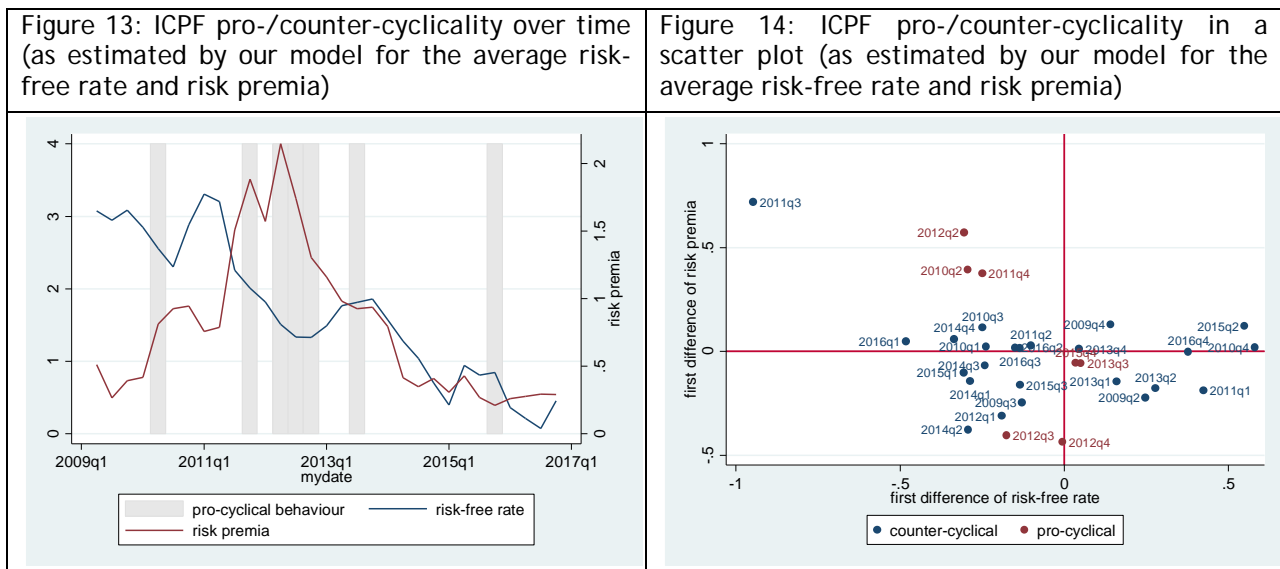 Figure 13: ICPF pro-/counter-cyclicality over time
(as estimated by our model for the average risk-
free rate and risk premia)
Figure 14: ICPF pro-/counter-cyclicality in a
scatter plot (as estimated by our model for the
average risk-free rate and risk premia)
4
3
2
1
0
2
1.5
1
.5
0
risk premia
2009q1
2011q1
2013q1
2015q1
2017q1
mydate
pro-cyclical behaviour
risk-free rate
risk premia
1
.5
0
-.5
first difference of risk premia
2011q3
2012q2
2010q2
2011q4
2010q3
2009q4
2015q2
2014q4
2011q2
2016q1
2010q1
2016q2
2013q4
2016q4
2010q4
2016q3
2015q4
2014q3
2013q3
2015q1
2014q1
2015q3
2013q1
2013q2
2009q3
2009q2
2011q1
2012q1
2014q2
2012q3
2012q4
-1
-.5
0
.5
first difference of risk-free rate
counter-cyclical
pro-cyclical